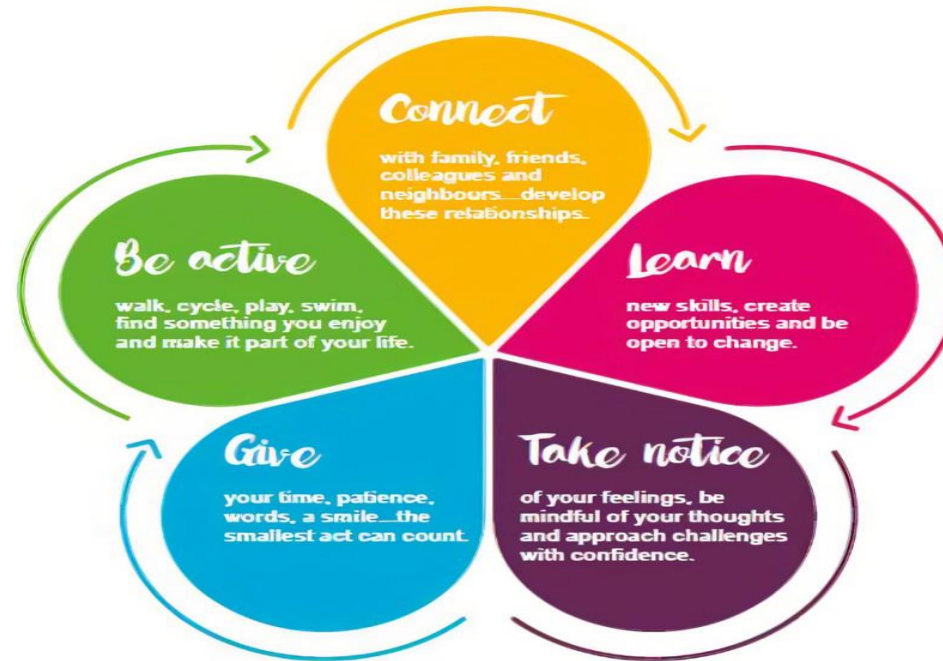 Connect
with family, friends,
colleagues and
neighbours...develop
these relationships.
Learn
new skills, create
opportunities and be
open to change.
Take notice
of your feelings, be
mindful of your thoughts
and approach challenges
with confidence.
Give
your time, patience,
words, a smile...the
smallest act can count.
Be active
walk, cycle, play, swim,
find something you enjoy
and make it part of your life.